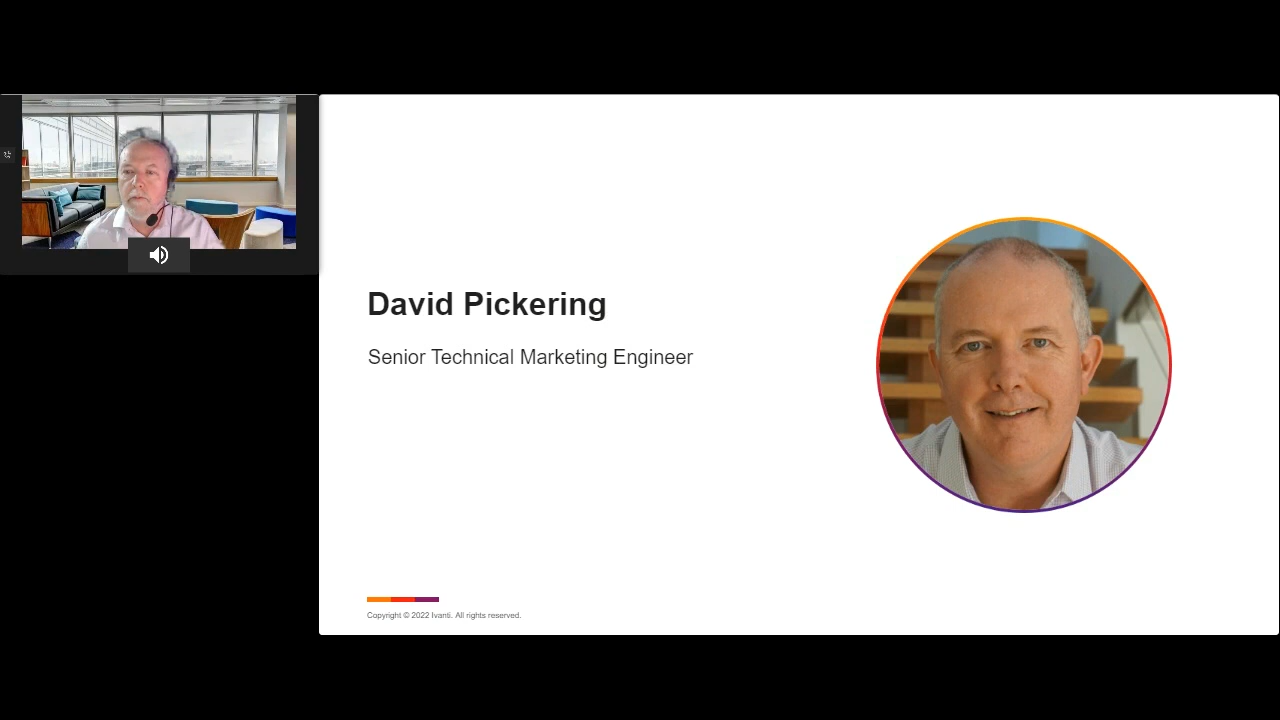 David Pickering
Senior Technical Marketing Engineer
Copyright © 2022 Ivanti. All rights reserved.